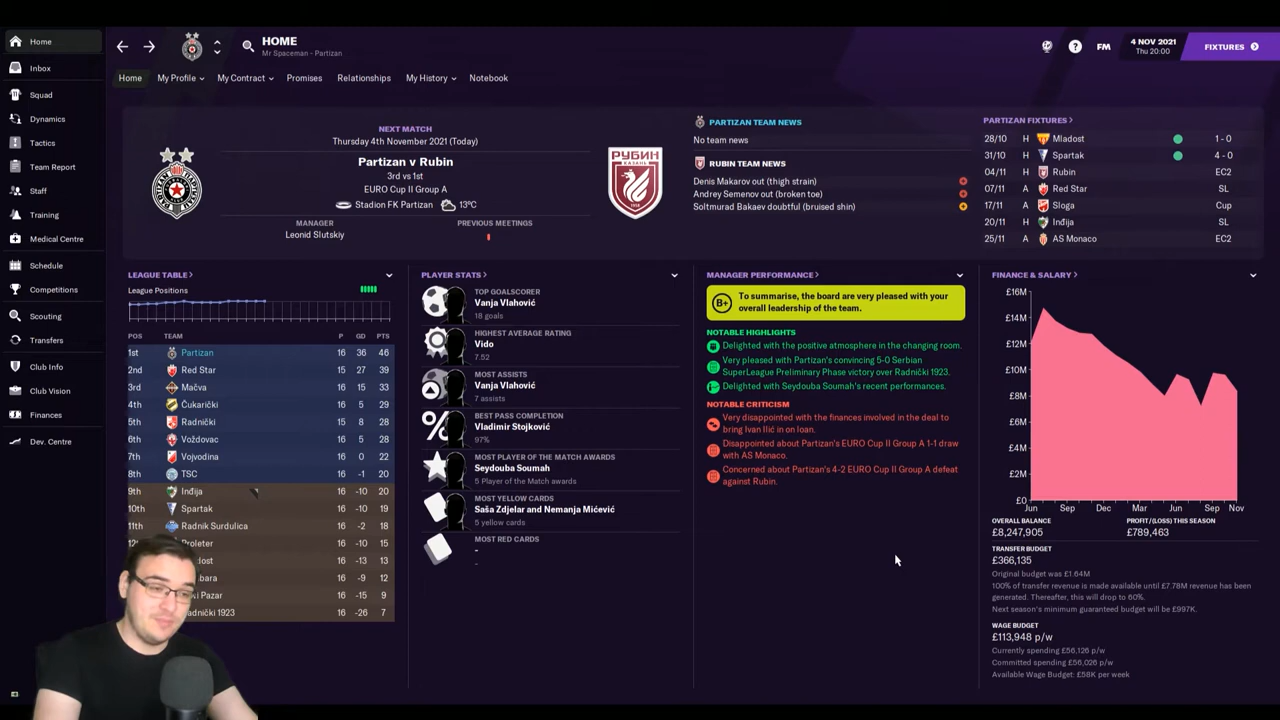 Home
Inbox
Squad
Dynamics
Tactics
Team Report
Staff
Training
Medical Centre
Schedule
Competitions
Scouting
Transfers
Club Info
Club Vision
Finances
Dev. Centre
HOME
Mr Spaceman - Partizan
? FM
4 NOV 2021
Thu 20:00
FIXTURES
Home My Profile My Contract Promises Relationships My History Notebook
NEXT MATCH
Thursday 4th November 2021 (Today)
Partizan v Rubin
3rd vs 1st
EURO Cup II Group A
Stadion FK Partizan 13ºC
MANAGER
Leonid Slutskiy
PREVIOUS MEETINGS
РУБИН
PARTIZAN TEAM NEWS
No team news
RUBIN TEAM NEWS
Denis Makarov out (thigh strain)
Andrey Semenov out (broken toe)
Soltmurad Bakaev doubtful (bruised shin)
PARTIZAN FIXTURES
28/10 H Mladost 1 - 0
31/10 H Spartak 4 - 0
04/11 H Rubin EC2
07/11 A Red Star SL
17/11 A Sloga Cup
20/11 H Inđija SL
25/11 A AS Monaco EC2
LEAGUE TABLE
League Positions
POS TEAM P GD PTS
1st Partizan 16 36 46
2nd Red Star 15 27 39
3rd Mačva 16 15 33
4th Čukarički 16 5 29
5th Radnički 15 8 28
6th Voždovac 16 5 28
7th Vojvodina 16 0 22
8th TSC 16 -1 20
9th Inđija 16 -10 20
10th Spartak 16 -10 19
11th Radnik Surdulica 16 -2 18
Proleter 16 -10 15
16 -13 13
16 -9 12
Pazar 16 -15 9
1923 16 -26 7
PLAYER STATS
TOP GOALSCORER
Vanja Vlahović
18 goals
HIGHEST AVERAGE RATING
Vido
7.52
MOST ASSISTS
Vanja Vlahović
7 assists
BEST PASS COMPLETION
Vladimir Stojković
97%
MOST PLAYER OF THE MATCH AWARDS
Seydouba Soumah
5 Player of the Match awards
MOST YELLOW CARDS
Saša Zdjelar and Nemanja Mićević
5 yellow cards
MOST RED CARDS
-
-
MANAGER PERFORMANCE
B+
To summarise, the board are very pleased with your
overall leadership of the team.
NOTABLE HIGHLIGHTS
Delighted with the positive atmosphere in the changing room.
Very pleased with Partizan's convincing 5-0 Serbian
SuperLeague Preliminary Phase victory over Radnički 1923.
Delighted with Seydouba Soumah's recent performances.
NOTABLE CRITICISM
Very disappointed with the finances involved in the deal to
bring Ivan Ilić in on loan.
Disappointed about Partizan's EURO Cup II Group A 1-1 draw
with AS Monaco.
Concerned about Partizan's 4-2 EURO Cup II Group A defeat
against Rubin.
FINANCE & SALARY
£16M
£14M
£12M
£10M
£8M
£6M
£4M
£2M
£0
Jun Sep Dec Mar Jun Sep Nov
OVERALL BALANCE
£8,247,905
PROFIT/(LOSS) THIS SEASON
£789,463
TRANSFER BUDGET
£366,135
Original budget was £1.64M
100% of transfer revenue is made available until £7.78M revenue has been
generated. Thereafter, this will drop to 60%.
Next season's minimum guaranteed budget will be £997K.
WAGE BUDGET
£113,948 p/w
Currently spending £56,126 p/w
Committed spending £56,026 p/w
Available Wage Budget: £58K per week